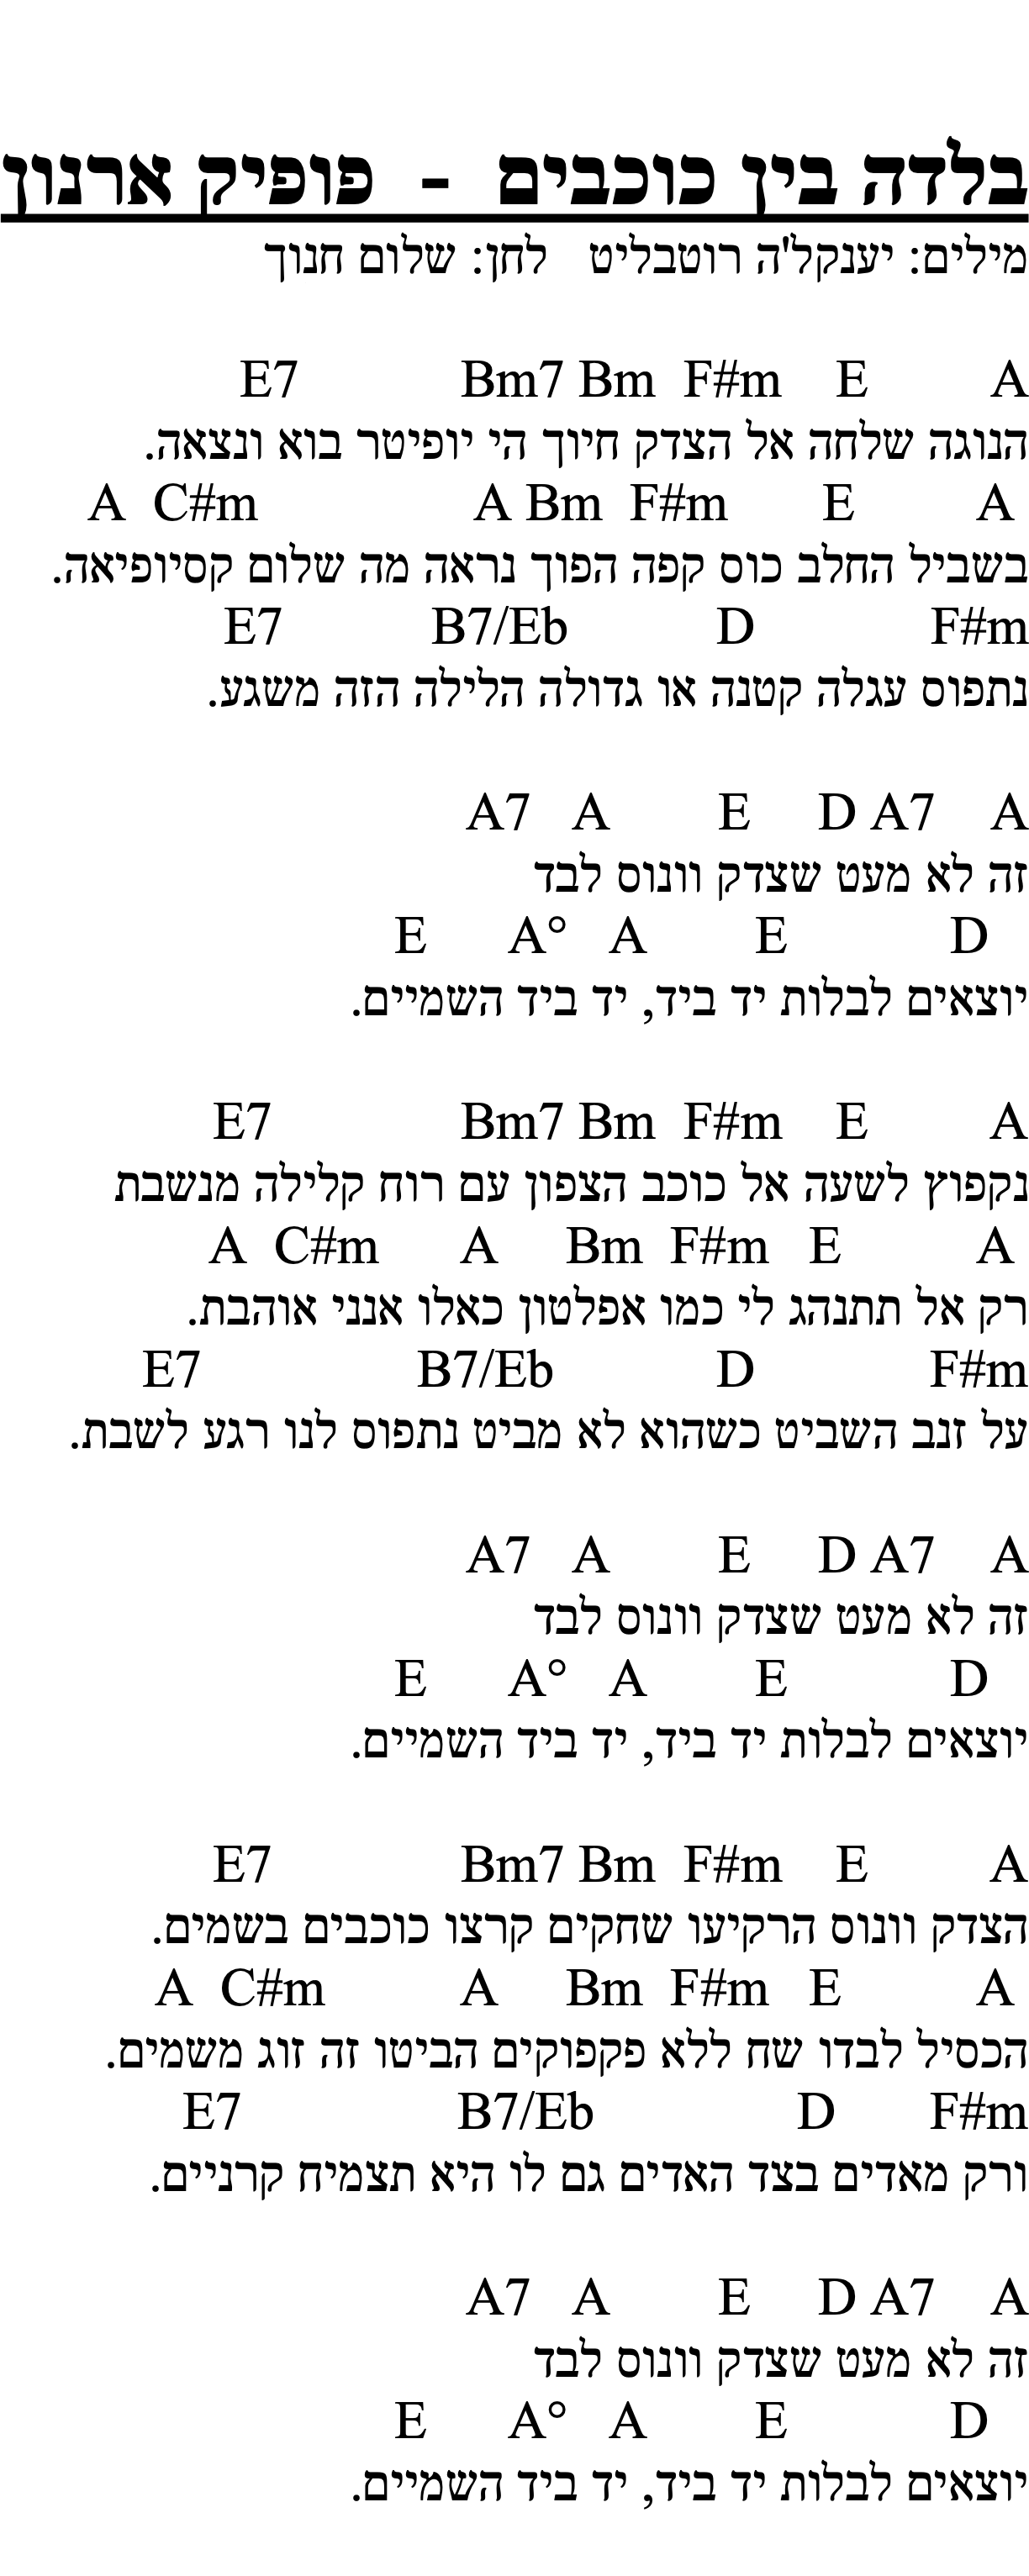 בלדה בין כוכבים - פופיק ארנון
מילים: יענקל'ה רוטבליט לחן: שלום חנוך
E7 Bm7 Bm F#m E A
הנוגה שלחה אל הצדק חיוך הי יופיטר בוא ונצאה.
A C#m A Bm F#m E A
בשביל החלב כוס קפה הפוך נראה מה שלום קסיופיאה.
E7 B7/Eb D F#m
נתפוס עגלה קטנה או גדולה הלילה הזה משגע.
A7 A E D A7 A
זה לא מעט שצדק וונוס לבד
E A° A E D
יוצאים לבלות יד ביד, יד ביד השמיים.
E7 Bm7 Bm F#m E A
נקפוץ לשעה אל כוכב הצפון עם רוח קלילה מנשבת
A C#m A Bm F#m E A
רק אל תתנהג לי כמו אפלטון כאלו אנני אוהבת.
E7 B7/Eb D F#m
על זנב השביט כשהוא לא מביט נתפוס לנו רגע לשבת.
A7 A E D A7 A
זה לא מעט שצדק וונוס לבד
E A° A E D
יוצאים לבלות יד ביד, יד ביד השמיים.
E7 Bm7 Bm F#m E A
הצדק וונוס הרקיעו שחקים קרצו כוכבים בשמים.
A C#m A Bm F#m E A
הכסיל לבדו שח ללא פקפוקים הביטו זה זוג משמים.
E7 B7/Eb D F#m
ורק מאדים בצד האדים גם לו היא תצמיח קרניים.
A7 A E D A7 A
זה לא מעט שצדק וונוס לבד
E A° A E D
יוצאים לבלות יד ביד, יד ביד השמיים.